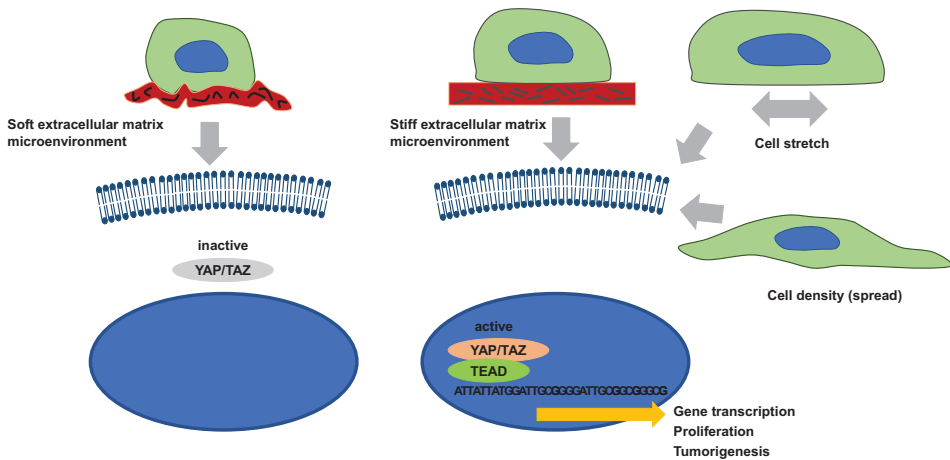 Soft extracellular matrix
microenvironment
inactive
YAP/TAZ
Stiff extracellular matrix
microenvironment
Cell stretch
Cell density (spread)
active
YAP/TAZ
TEAD
ATTATTATGGATTGCGGGGATTGCGGCGGGCG
Gene transcription
Proliferation
Tumorigenesis